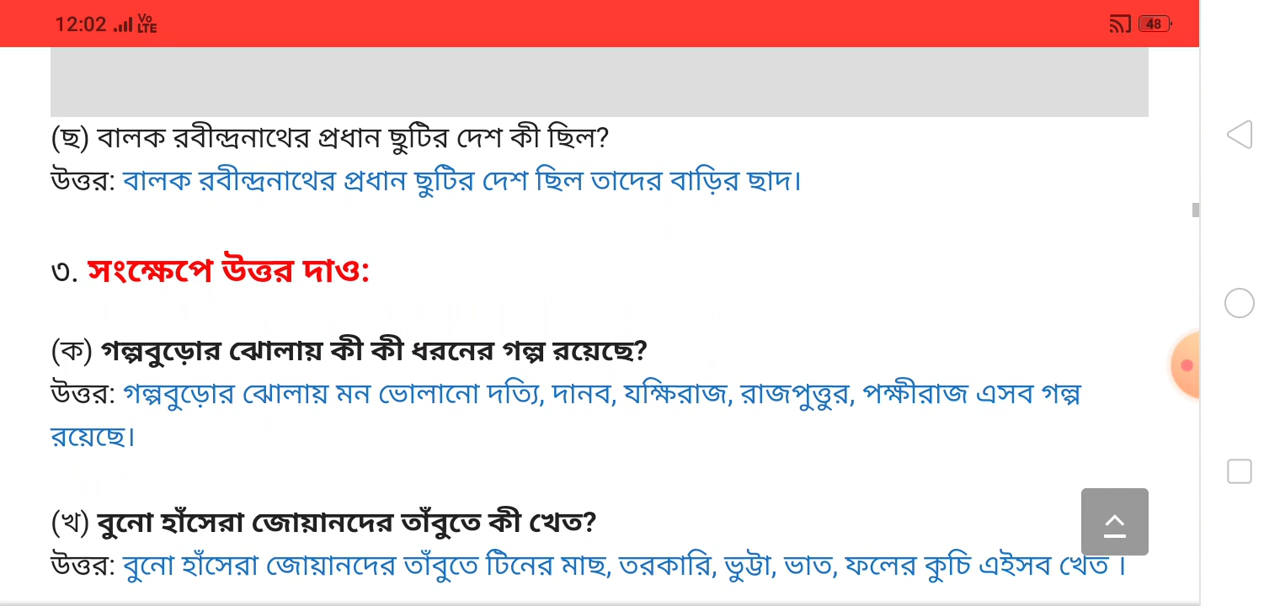 12:02 Vo LTE 48
(ছ) বালক রবীন্দ্রনাথের প্রধান ছুটির দেশ কী ছিল?
উত্তর: বালক রবীন্দ্রনাথের প্রধান ছুটির দেশ ছিল তাদের বাড়ির ছাদ।
৩. সংক্ষেপে উত্তর দাও:
(ক) গল্পবুড়োর ঝোলায় কী কী ধরনের গল্প রয়েছে?
উত্তর: গল্পবুড়োর ঝোলায় মন ভোলানো দত্যি, দানব, যক্ষিরাজ, রাজপুত্তুর, পক্ষীরাজ এসব গল্প
রয়েছে।
(খ) বুনো হাঁসেরা জোয়ানদের তাঁবুতে কী খেত?
উত্তর: বুনো হাঁসেরা জোয়ানদের তাঁবুতে টিনের মাছ, তরকারি, ভুট্টা, ভাত, ফলের কুচি এইসব খেত ।